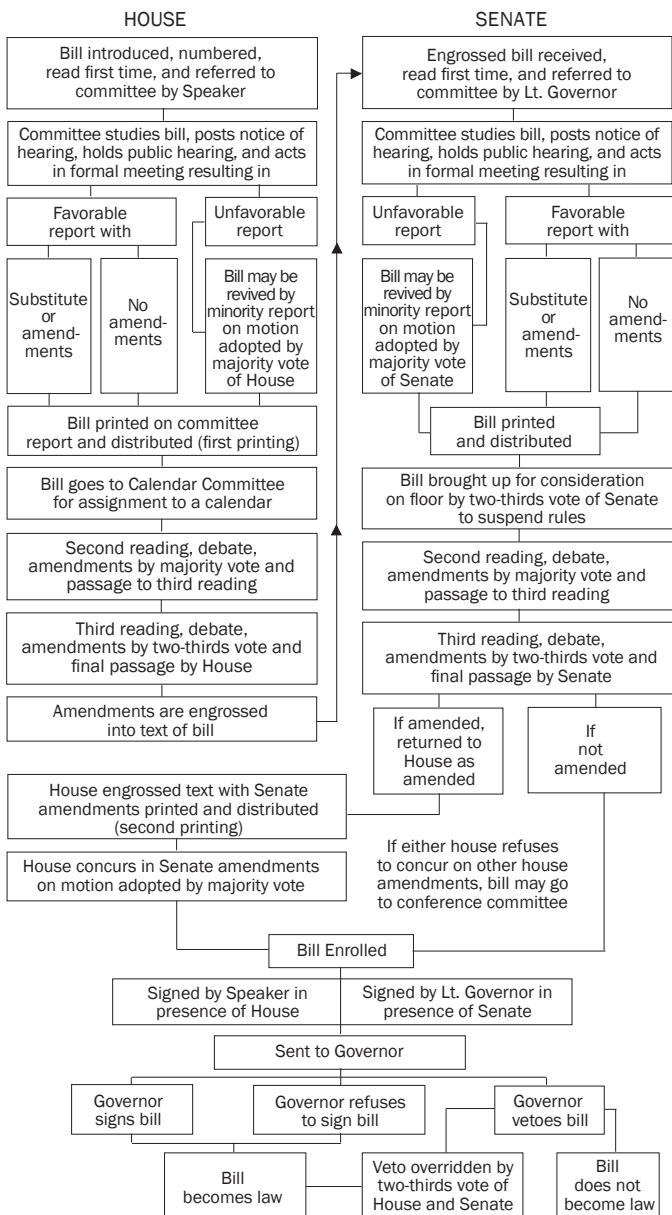 HOUSE
Bill introduced, numbered,
read first time, and referred to
committee by Speaker
Committee studies bill, posts notice of
hearing, holds public hearing, and acts
in formal meeting resulting in
Favorable
report with
Unfavorable
report
Substitute
or
amend-
ments
No
amend-
ments
Bill may be
revived by
minority report
on motion
adopted by
majority vote
of House
Bill printed on committee
report and distributed (first printing)
Bill goes to Calendar Committee
for assignment to a calendar
Second reading, debate,
amendments by majority vote and
passage to third reading
Third reading, debate,
amendments by two-thirds vote and
final passage by House
Amendments are engrossed
into text of bill
SENATE
Engrossed bill received,
read first time, and referred to
committee by Lt. Governor
Committee studies bill, posts notice of
hearing, holds public hearing, and acts
in formal meeting resulting in
Unfavorable
report
Favorable
report with
Bill may be
revived by
minority report
on motion
adopted by
majority vote
of Senate
Substitute
or
amend-
ments
No
amend-
ments
Bill printed
and distributed
Bill brought up for consideration
on floor by two-thirds vote of Senate
to suspend rules
Second reading, debate,
amendments by majority vote and
passage to third reading
Third reading, debate,
amendments by two-thirds vote and
final passage by Senate
If amended,
returned to
House as
amended
If
not
amended
House engrossed text with Senate
amendments printed and distributed
(second printing)
House concurs in Senate amendments
on motion adopted by majority vote
If either house refuses
to concur on other house
amendments, bill may go
to conference committee
Bill Enrolled
Signed by Speaker in
presence of House
Signed by Lt. Governor in
presence of Senate
Sent to Governor
Governor
signs bill
Governor refuses
to sign bill
Governor
vetoes bill
Bill
becomes law
Veto overridden by
two-thirds vote of
House and Senate
Bill
does not
become law